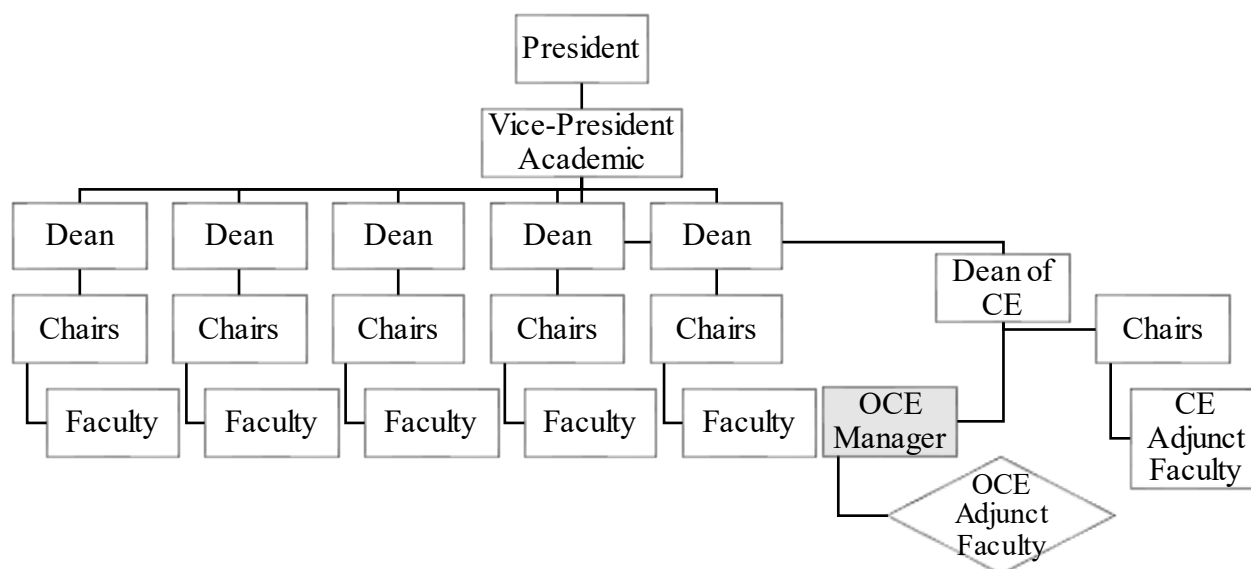 President
Vice-President
Academic
Dean
Dean
Dean
Dean
Dean
Dean of
CE
Chairs
Chairs
Chairs
Chairs
Chairs
Chairs
Faculty
Faculty
Faculty
Faculty
Faculty
OCE
Manager
CE
Adjunct
Faculty
OCE
Adjunct
Faculty